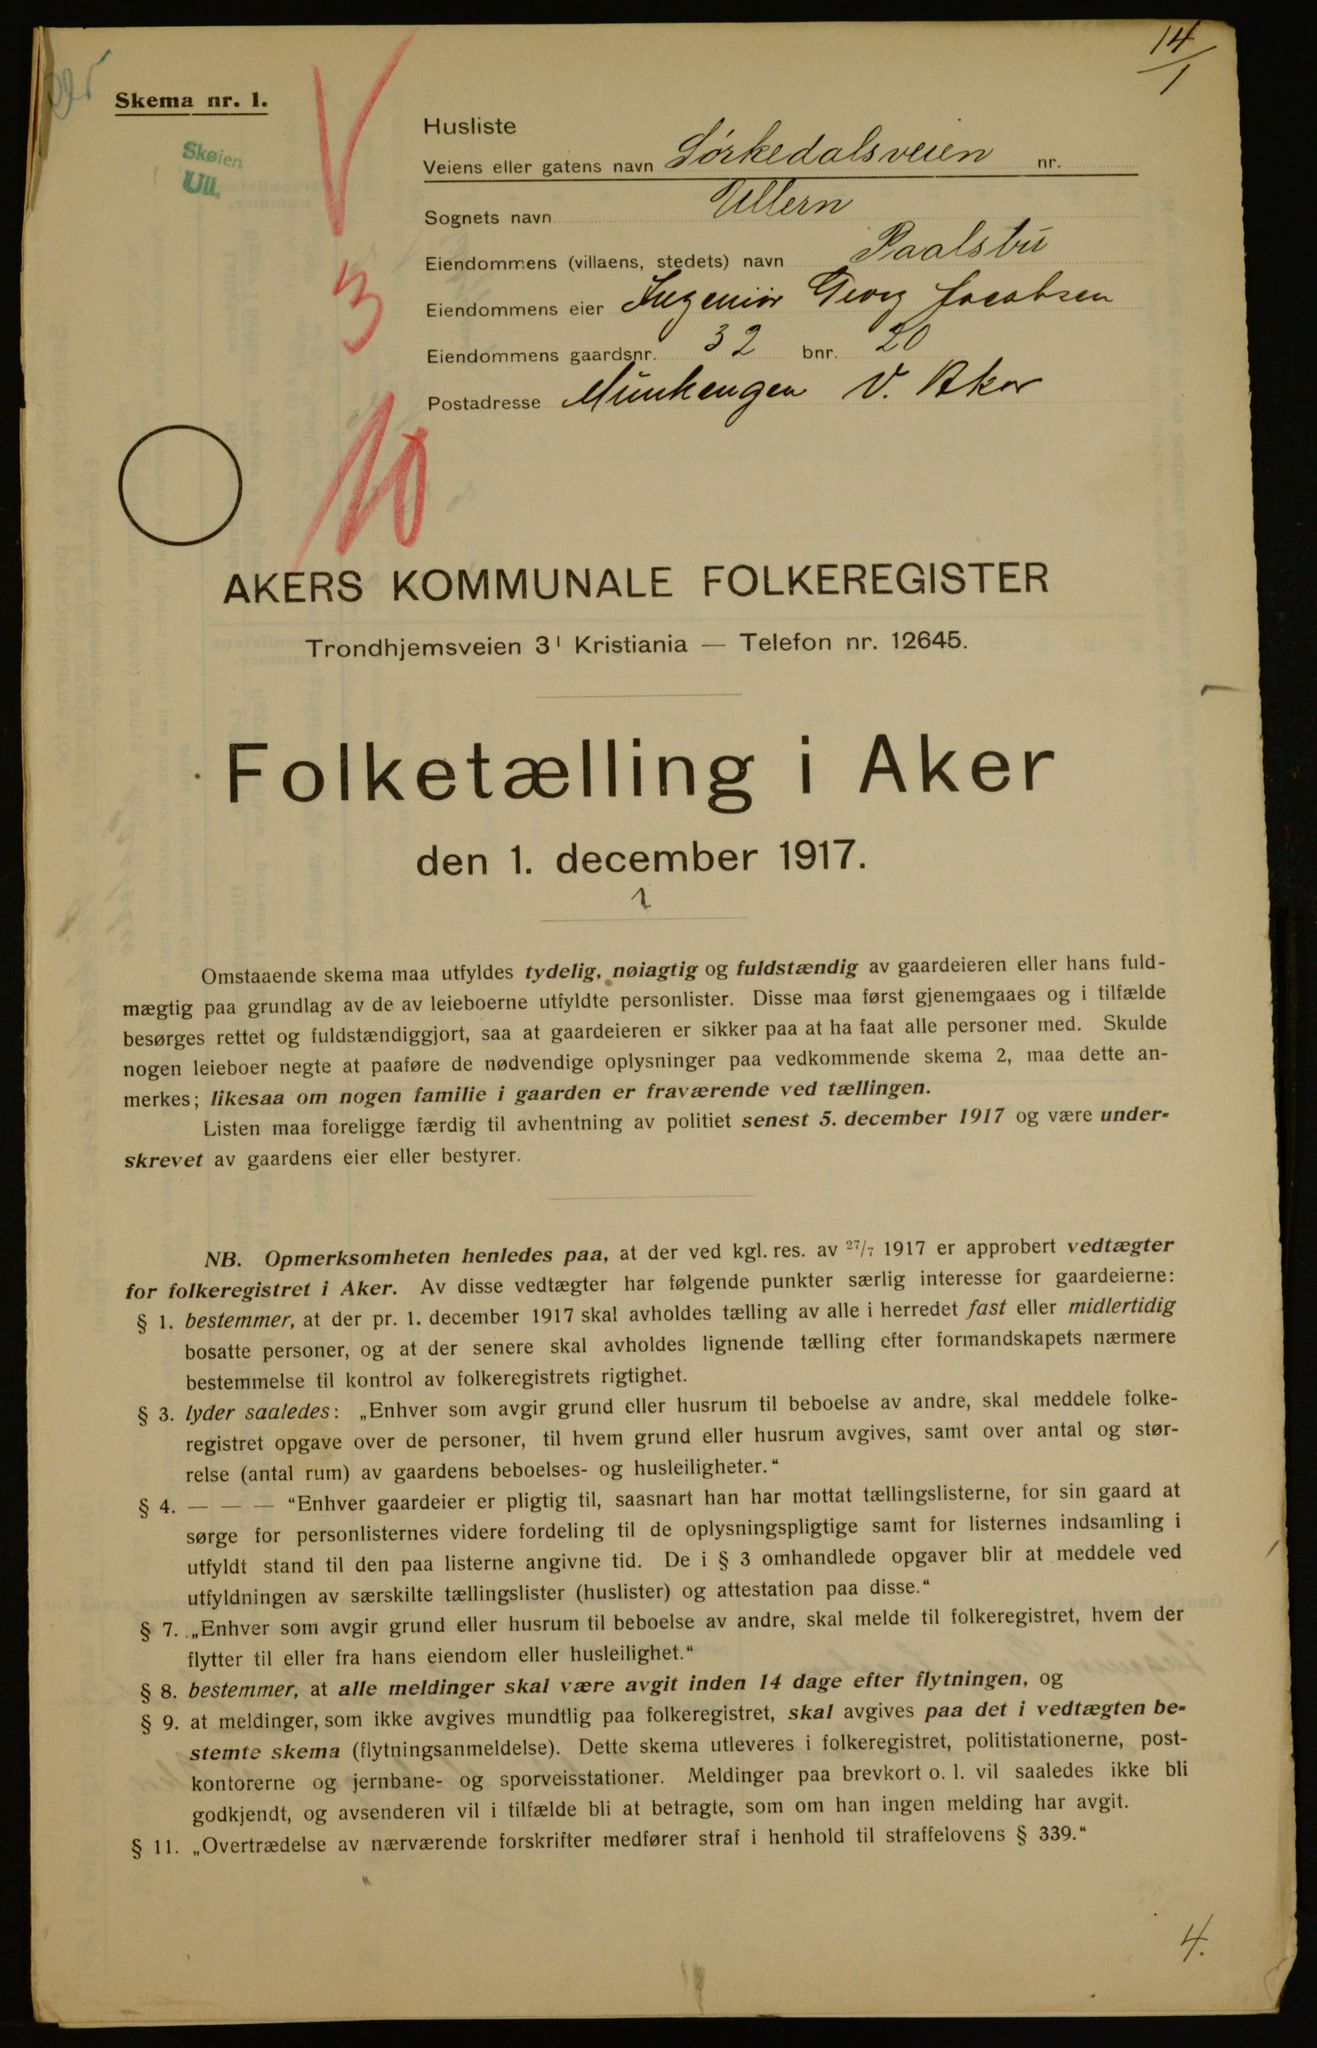 14/1
Skema nr. 1.
Skøien
Ull.
V
3
10
Husliste
Veiens eller gatens navn Sörkedalsveien nr.
Sognets navn Ullern
Eiendommens (villaens, stedets) navn Paalsbu
Eiendommens eier Ingeniör Georg Jacobsen
Eiendommens gaardsnr. 32 bnr. 20
Postadresse Munkengen V. Aker
AKERS KOMMUNALE FOLKEREGISTER
Trondhjemsveien 3¹ Kristiania — Telefon nr. 12645.
Folketælling i Aker
den 1. december 1917.
1
Omstaaende skema maa utfyldes tydelig, nøiagtig og fuldstændig av gaardeieren eller hans fuld-
mægtig paa grundlag av de av leieboerne utfyldte personlister. Disse maa først gjenemgaaes og i tilfælde
besørges rettet og fuldstændiggjort, saa at gaardeieren er sikker paa at ha faat alle personer med. Skulde
nogen leieboer negte at paaføre de nødvendige oplysninger paa vedkommende skema 2, maa dette an-
merkes; likesaa om nogen familie i gaarden er fraværende ved tællingen.
Listen maa foreligge færdig til avhentning av politiet senest 5. december 1917 og være under-
skrevet av gaardens eier eller bestyrer.
NB. Opmerksomheten henledes paa, at der ved kgl. res. av 27/7 1917 er approbert vedtægter
for folkeregistret i Aker. Av disse vedtægter har følgende punkter særlig interesse for gaardeierne:
§ 1. bestemmer, at der pr. 1. december 1917 skal avholdes tælling av alle i herredet fast eller midlertidig
bosatte personer, og at der senere skal avholdes lignende tælling efter formandskapets nærmere
bestemmelse til kontrol av folkeregistrets rigtighet.
§ 3. lyder saaledes: „Enhver som avgir grund eller husrum til beboelse av andre, skal meddele folke-
registret opgave over de personer, til hvem grund eller husrum avgives, samt over antal og stør-
relse (antal rum) av gaardens beboelses- og husleiligheter.“
§ 4. — — — “Enhver gaardeier er pligtig til, saasnart han har mottat tællingslisterne, for sin gaard at
sørge for personlisternes videre fordeling til de oplysningspligtige samt for listernes indsamling i
utfyldt stand til den paa listerne angivne tid. De i § 3 omhandlede opgaver blir at meddele ved
utfyldningen av særskilte tællingslister (huslister) og attestation paa disse.“
§ 7. „Enhver som avgir grund eller husrum til beboelse av andre, skal melde til folkeregistret, hvem der
flytter til eller fra hans eiendom eller husleilighet.“
§ 8. bestemmer, at alle meldinger skal være avgit inden 14 dage efter flytningen, og
§ 9. at meldinger, som ikke avgives mundtlig paa folkeregistret, skal avgives paa det i vedtægten be-
stemte skema (flytningsanmeldelse). Dette skema utleveres i folkeregistret, politistationerne, post-
kontorerne og jernbane- og sporveisstationer. Meldinger paa brevkort o. l. vil saaledes ikke bli
godkjendt, og avsenderen vil i tilfælde bli at betragte, som om han ingen melding har avgit.
§ 11. „Overtrædelse av nærværende forskrifter medfører straf i henhold til straffelovens § 339.“
4.